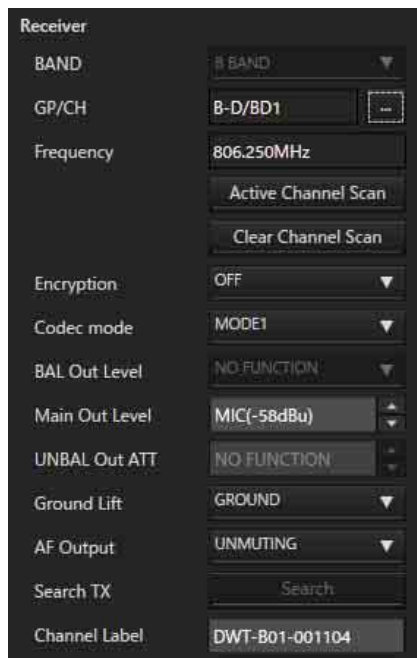 Receiver
BAND B BAND
GP/CH B-D/BD1 ...
Frequency 806.250MHz
Active Channel Scan
Clear Channel Scan
Encryption OFF
Codec mode MODE1
BAL Out Level NO FUNCTION
Main Out Level MIC(-58dBu)
UNBAL Out ATT NO FUNCTION
Ground Lift GROUND
AF Output UNMUTING
Search TX Search
Channel Label DWT-B01-001104